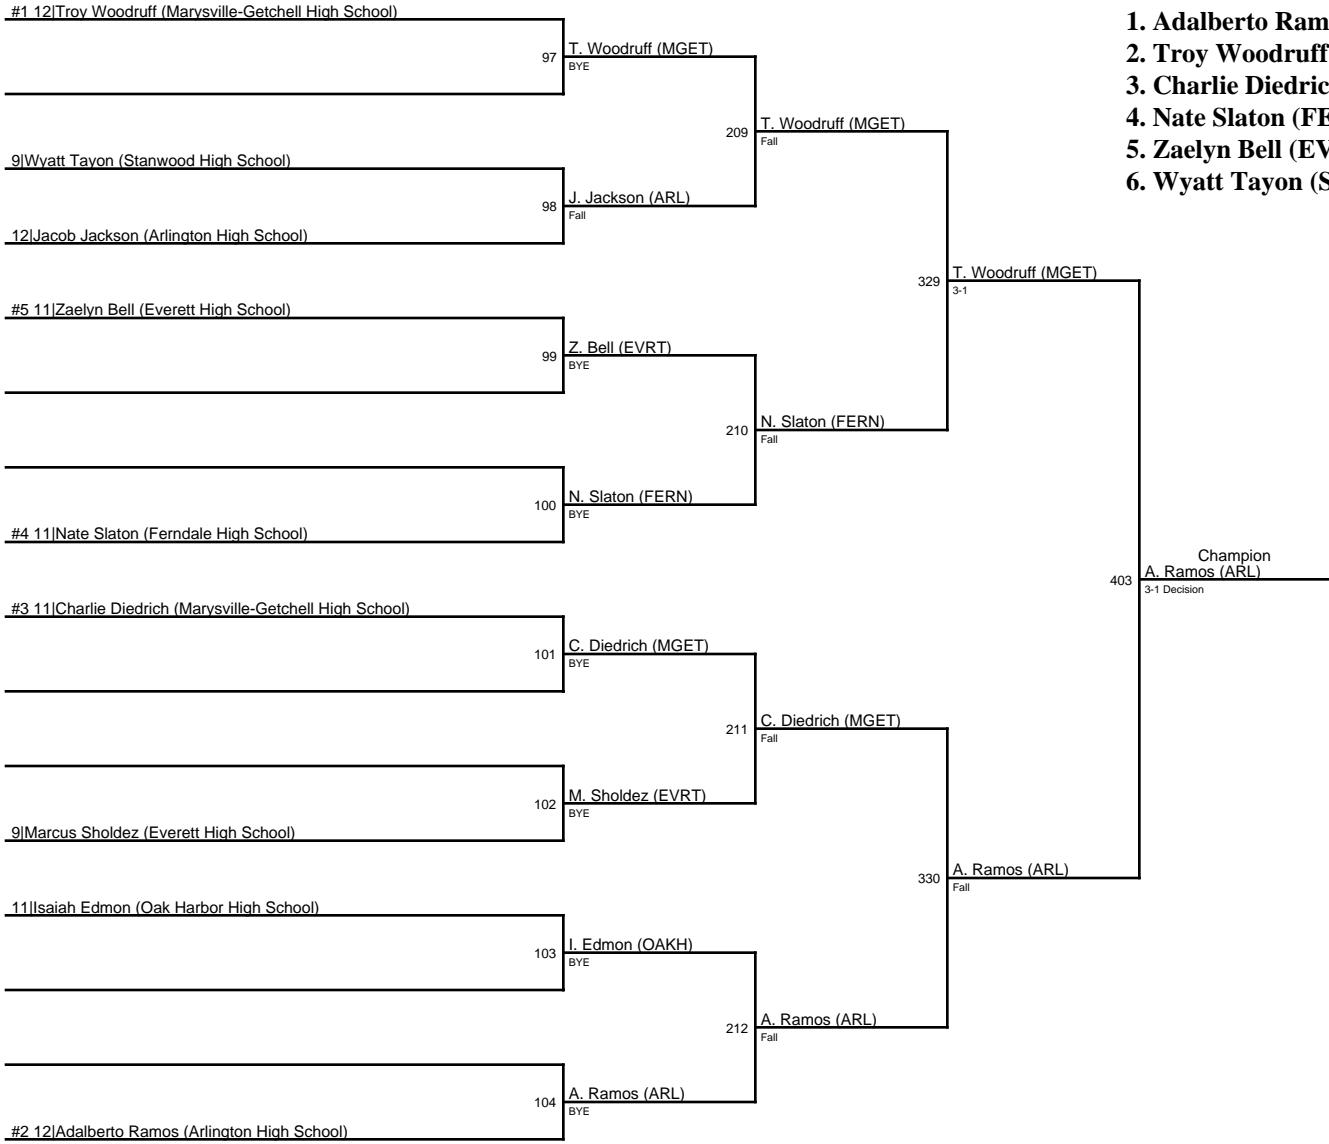 #1 12|Troy Woodruff (Marysville-Getchell High School)
97
T. Woodruff (MGET)
BYE
209
T. Woodruff (MGET)
Fall
9|Wyatt Tayon (Stanwood High School)
98
J. Jackson (ARL)
Fall
12|Jacob Jackson (Arlington High School)
329
T. Woodruff (MGET)
3-1
#5 11|Zaelyn Bell (Everett High School)
99
Z. Bell (EVRT)
BYE
210
N. Slaton (FERN)
Fall
100
N. Slaton (FERN)
BYE
#4 11|Nate Slaton (Ferndale High School)
403
Champion
A. Ramos (ARL)
3-1 Decision
#3 11|Charlie Diedrich (Marysville-Getchell High School)
101
C. Diedrich (MGET)
BYE
211
C. Diedrich (MGET)
Fall
102
M. Sholdez (EVRT)
BYE
9|Marcus Sholdez (Everett High School)
330
A. Ramos (ARL)
Fall
11|Isaiah Edmon (Oak Harbor High School)
103
I. Edmon (OAKH)
BYE
212
A. Ramos (ARL)
Fall
104
A. Ramos (ARL)
BYE
#2 12|Adalberto Ramos (Arlington High School)
1. Adalberto Ram
2. Troy Woodruff
3. Charlie Diedric
4. Nate Slaton (FE
5. Zaelyn Bell (EV
6. Wyatt Tayon (S